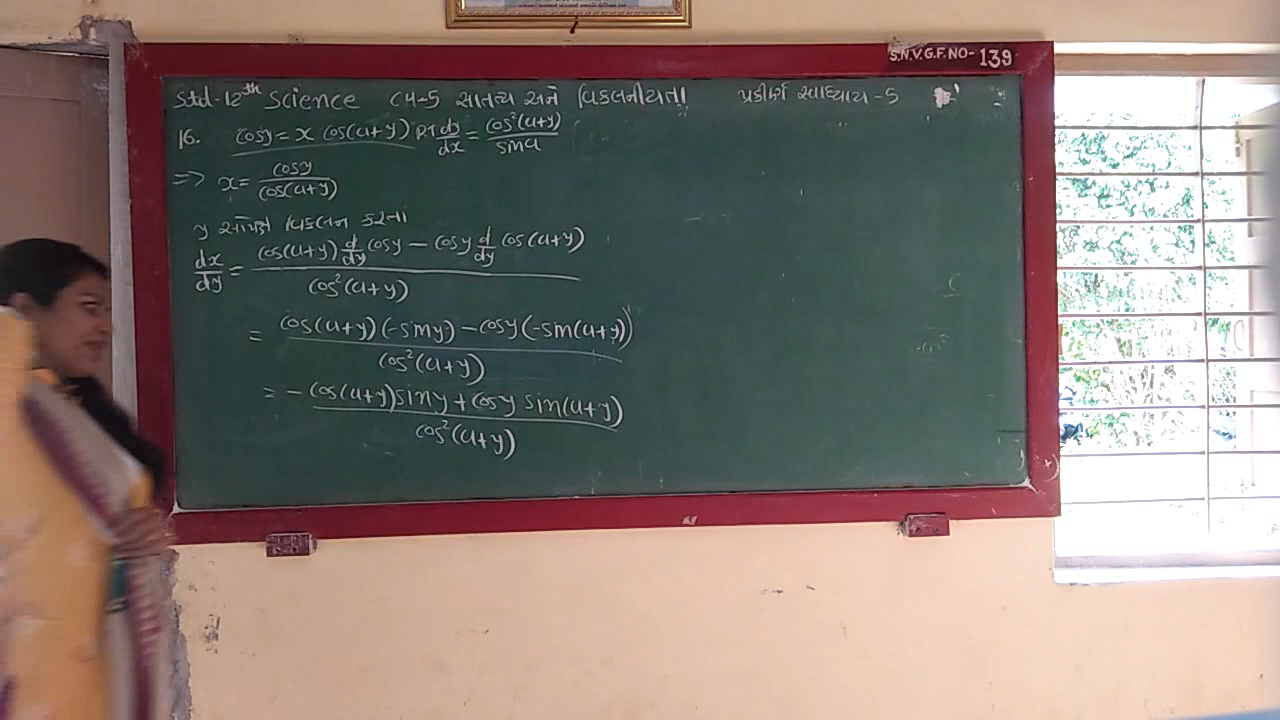 S.N.V.G.F.NO- 139
Std-12th Science CH-5 સાતત્ય અને વિકલનીયતા પ્રકીર્ણ સ્વાધ્યાય-5
16. cosy = x cos(a+y) P.T dy/dx = cos²(a+y)/sina
=> x = cosy/cos(a+y)
y સાપેક્ષે વિકલન કરતા
dx/dy = cos(a+y) d/dy cosy - cosy d/dy cos(a+y) / cos²(a+y)
= cos(a+y)(-siny) - cosy(-sin(a+y)) / cos²(a+y)
= - cos(a+y)siny + cosy sin(a+y) / cos²(a+y)